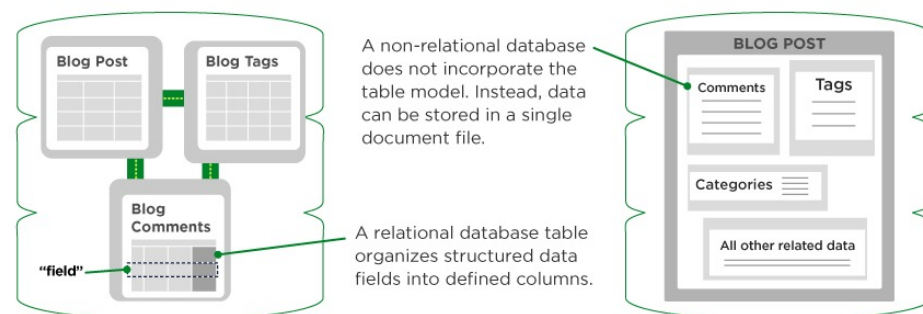 Blog Post
Blog Tags
Blog
Comments
"field"
A non-relational database
does not incorporate the
table model. Instead, data
can be stored in a single
document file.
A relational database table
organizes structured data
fields into defined columns.
BLOG POST
Comments
Tags
Categories
All other related data